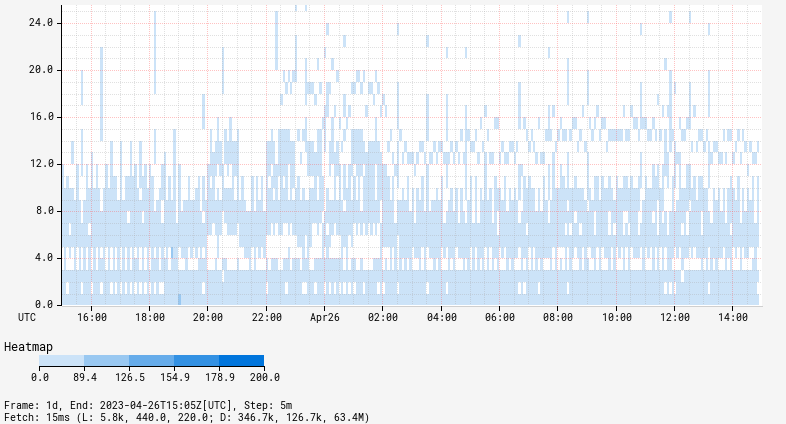 24.0
20.0
16.0
12.0
8.0
4.0
0.0
UTC 16:00 18:00 20:00 22:00 Apr26 02:00 04:00 06:00 08:00 10:00 12:00 14:00
Heatmap
0.0 89.4 126.5 154.9 178.9 200.0
Frame: 1d, End: 2023-04-26T15:05Z[UTC], Step: 5m
Fetch: 15ms (L: 5.8k, 440.0, 220.0; D: 346.7k, 126.7k, 63.4M)